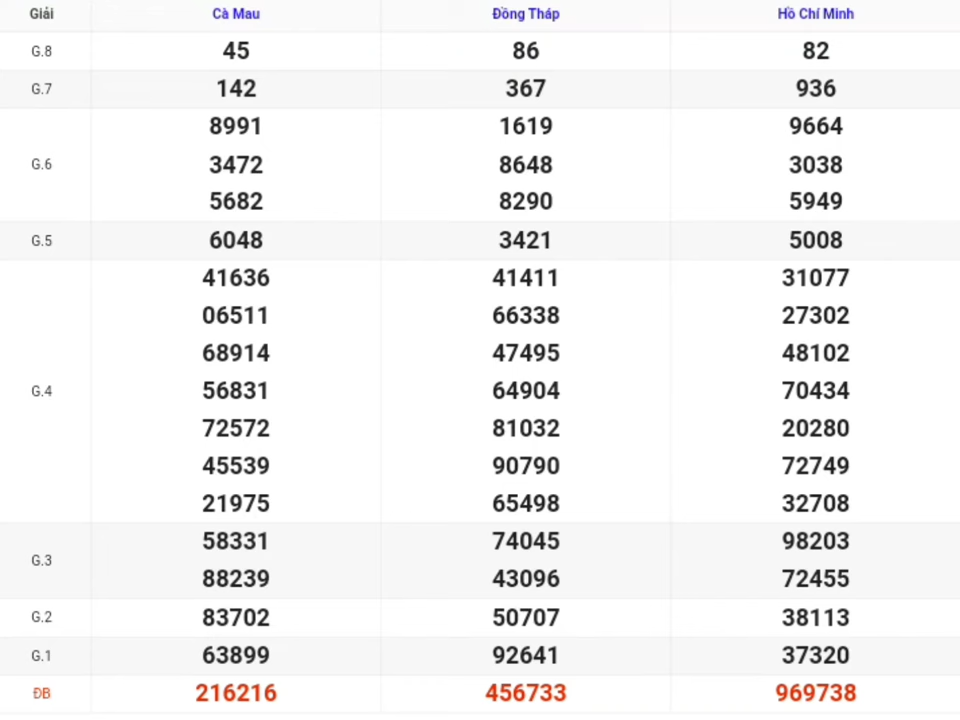 Giải Cà Mau Đồng Tháp Hồ Chí Minh
G.8 45 86 82
G.7 142 367 936
8991 1619 9664
G.6 3472 8648 3038
5682 8290 5949
G.5 6048 3421 5008
41636 41411 31077
06511 66338 27302
68914 47495 48102
G.4 56831 64904 70434
72572 81032 20280
45539 90790 72749
21975 65498 32708
58331 74045 98203
G.3
88239 43096 72455
G.2 83702 50707 38113
G.1 63899 92641 37320
ĐB 216216 456733 969738